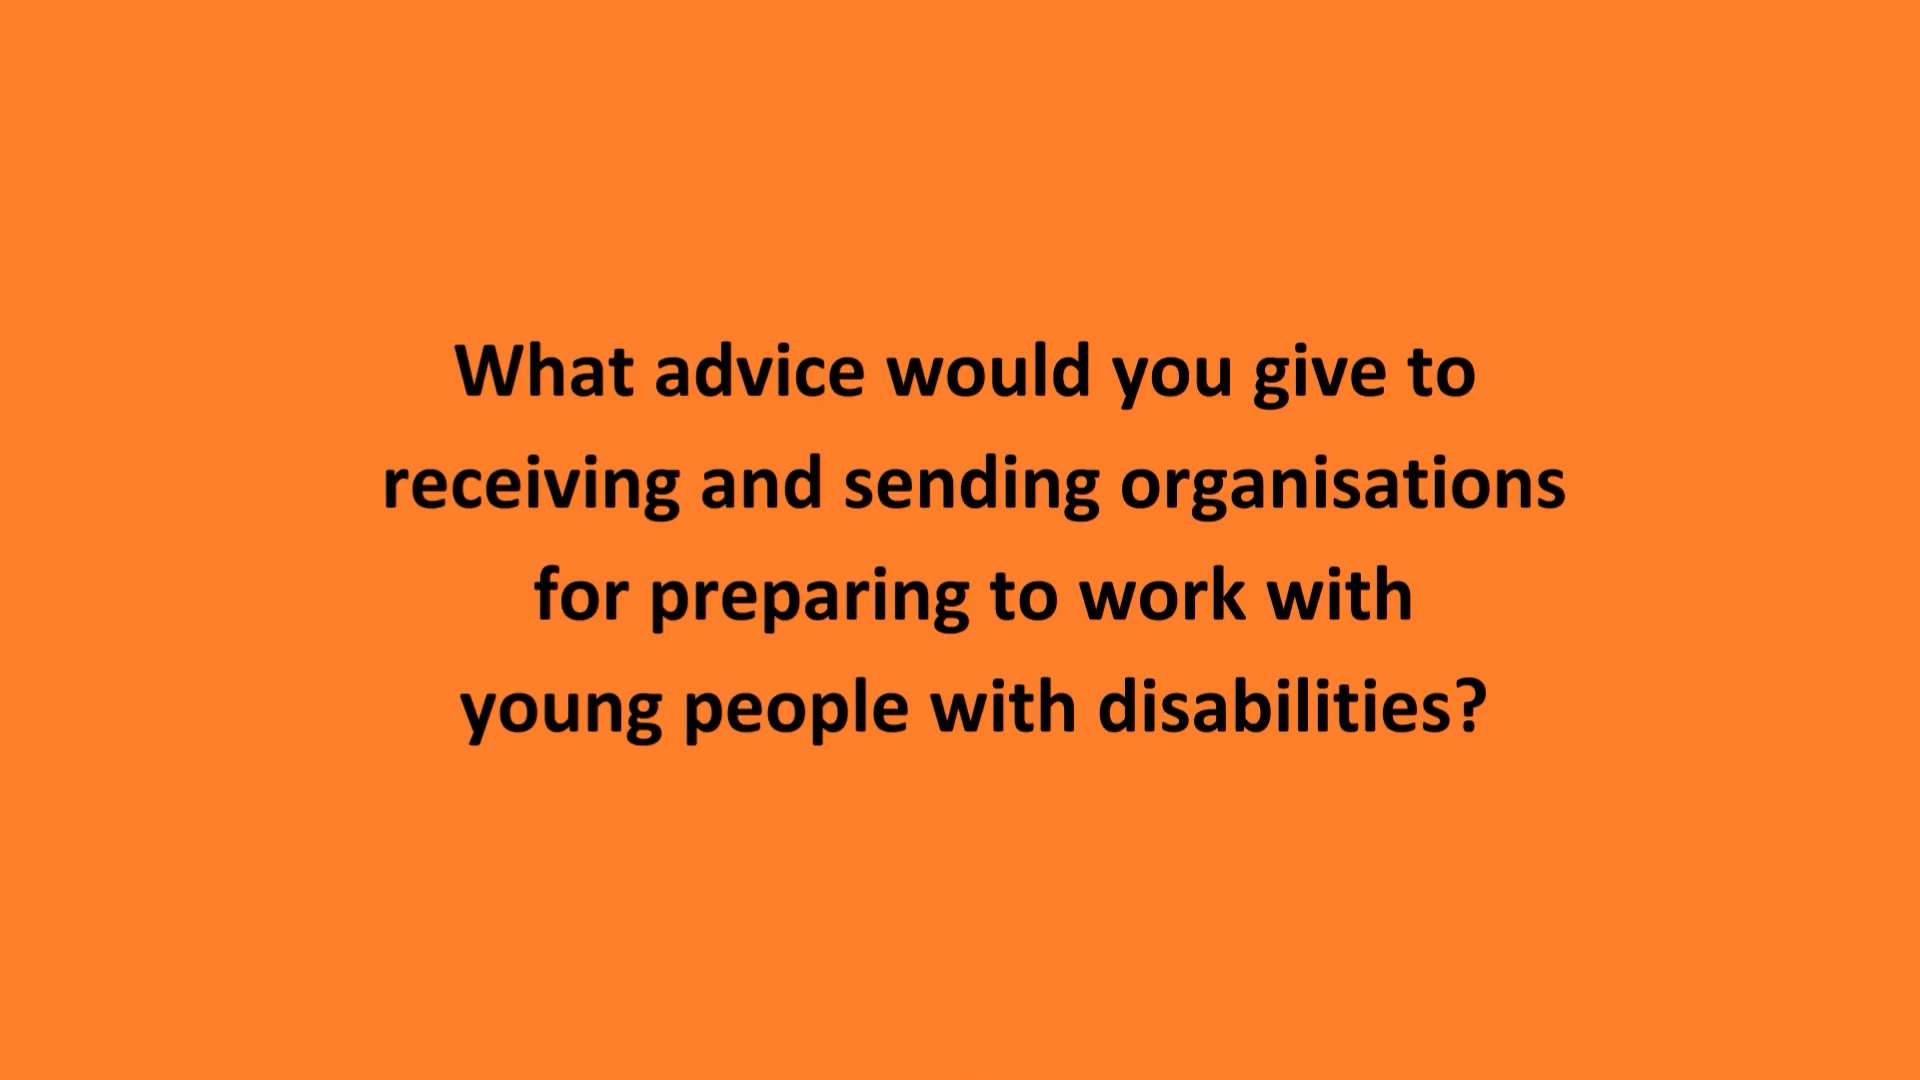 What advice would you give to
receiving and sending organisations
for preparing to work with
young people with disabilities?